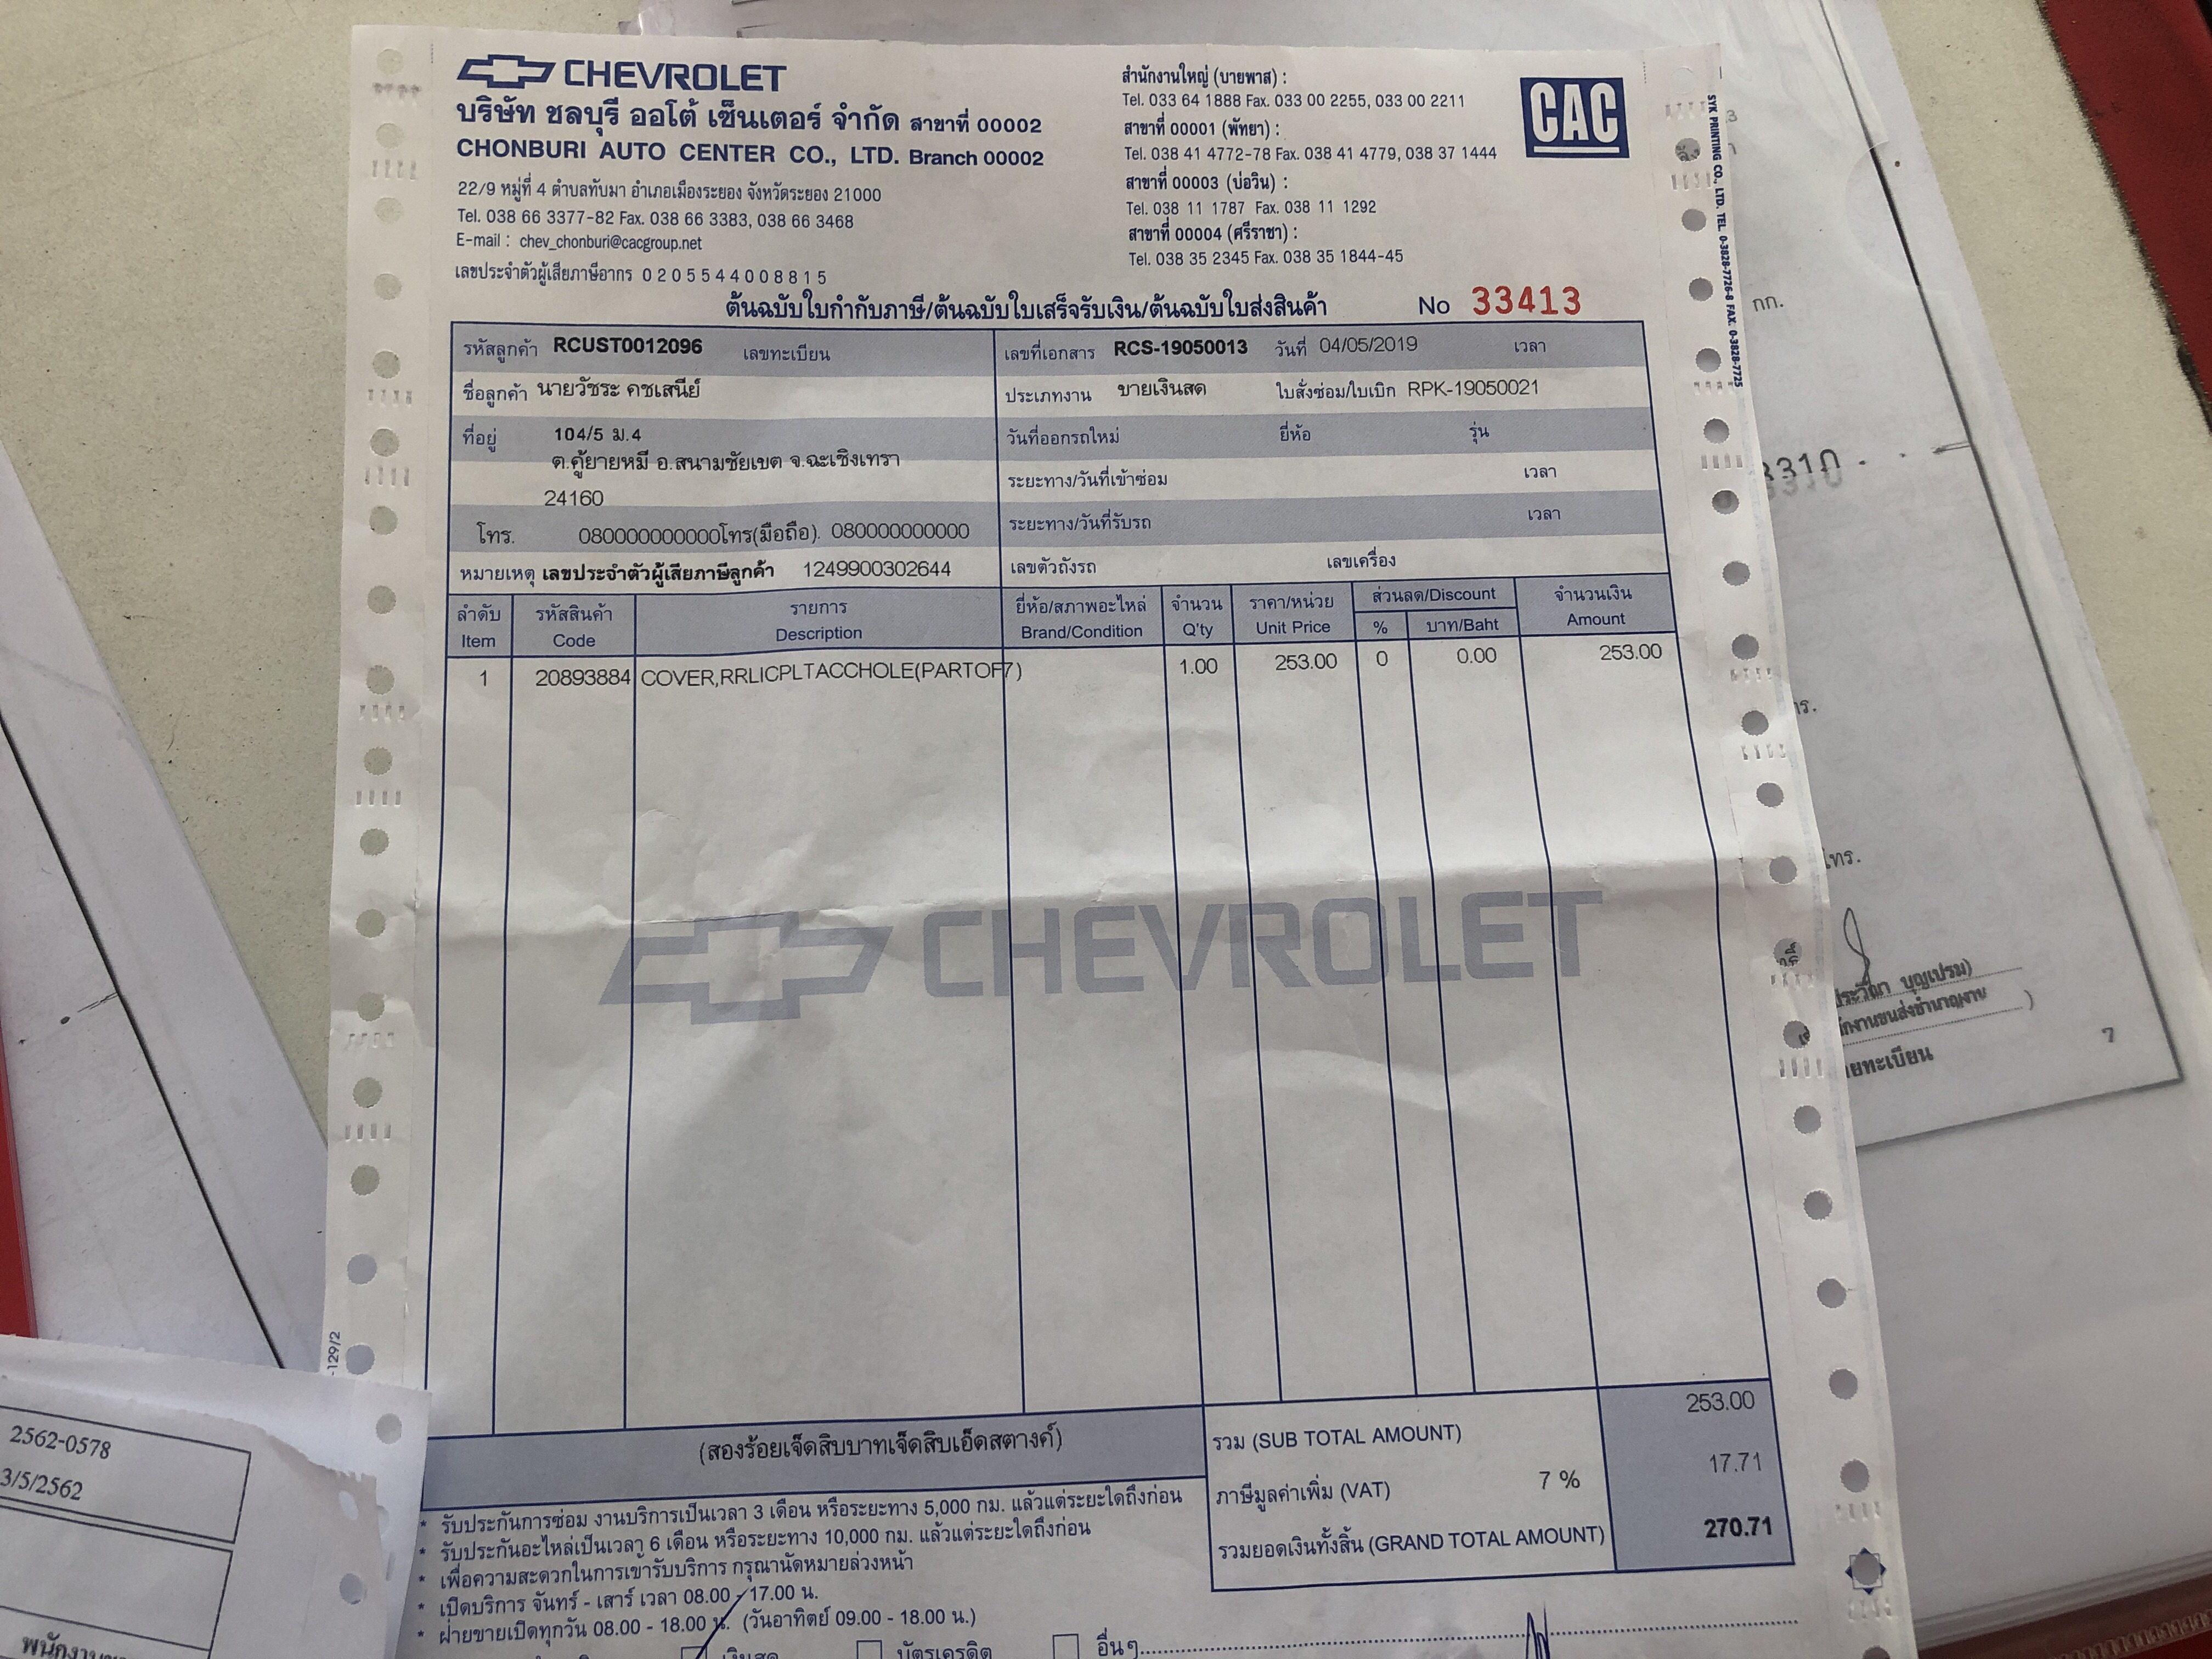 CHEVROLET
บริษัท ชลบุรี ออโต้ เซ็นเตอร์ จำกัด สาขาที่ 00002
CHONBURI AUTO CENTER CO., LTD. Branch 00002
22/9 หมู่ที่ 4 ตำบลทับมา อำเภอเมืองระยอง จังหวัดระยอง 21000
Tel. 038 66 3377-82 Fax. 038 66 3383, 038 66 3468
E-mail : chev_chonburi@cacgroup.net
เลขประจำตัวผู้เสียภาษีอากร 0205544008815
สำนักงานใหญ่ (บายพาส) :
Tel. 033 64 1888 Fax. 033 00 2255, 033 00 2211
สาขาที่ 00001 (พัทยา) :
Tel. 038 41 4772-78 Fax. 038 41 4779, 038 37 1444
สาขาที่ 00003 (บ่อวิน) :
Tel. 038 11 1787 Fax. 038 11 1292
สาขาที่ 00004 (ศรีราชา) :
Tel. 038 35 2345 Fax. 038 35 1844-45
CAC
SYK PRINTING CO., LTD. TEL. 0-3828-7726-8 FAX. 0-3828-7725
ต้นฉบับใบกำกับภาษี/ต้นฉบับใบเสร็จรับเงิน/ต้นฉบับใบส่งสินค้า No 33413
รหัสลูกค้า RCUST0012096 เลขทะเบียน
ชื่อลูกค้า นายวัชระ คชเสนีย์
ที่อยู่ 104/5 ม.4
ต.คู้ยายหมี อ.สนามชัยเขต จ.ฉะเชิงเทรา
24160
โทร. 080000000000โทร(มือถือ). 080000000000
หมายเหตุ เลขประจำตัวผู้เสียภาษีลูกค้า 1249900302644
เลขที่เอกสาร RCS-19050013 วันที่ 04/05/2019 เวลา
ประเภทงาน ขายเงินสด ใบสั่งซ่อม/ใบเบิก RPK-19050021
วันที่ออกรถใหม่ ยี่ห้อ รุ่น
ระยะทาง/วันที่เข้าซ่อม เวลา
ระยะทาง/วันที่รับรถ เวลา
เลขตัวถังรถ เลขเครื่อง
ลำดับ รหัสสินค้า รายการ ยี่ห้อ/สภาพอะไหล่ จำนวน ราคา/หน่วย ส่วนลด/Discount จำนวนเงิน
Item Code Description Brand/Condition Q'ty Unit Price % บาท/Baht Amount
1 20893884 COVER,RRLICPLTACCHOLE(PARTOF7) 1.00 253.00 0 0.00 253.00
CHEVROLET
(สองร้อยเจ็ดสิบบาทเจ็ดสิบเอ็ดสตางค์)
รวม (SUB TOTAL AMOUNT) 253.00
ภาษีมูลค่าเพิ่ม (VAT) 7 % 17.71
รวมยอดเงินทั้งสิ้น (GRAND TOTAL AMOUNT) 270.71
* รับประกันการซ่อม งานบริการเป็นเวลา 3 เดือน หรือระยะทาง 5,000 กม. แล้วแต่ระยะใดถึงก่อน
* รับประกันอะไหล่เป็นเวลา 6 เดือน หรือระยะทาง 10,000 กม. แล้วแต่ระยะใดถึงก่อน
* เพื่อความสะดวกในการเข้ารับบริการ กรุณานัดหมายล่วงหน้า
* เปิดบริการ จันทร์ - เสาร์ เวลา 08.00 - 17.00 น.
* ฝ่ายขายเปิดทุกวัน 08.00 - 18.00 น. (วันอาทิตย์ 09.00 - 18.00 น.)
เงินสด บัตรเครดิต อื่นๆ
129/2
2562-0578
3/5/2562
กก.
โทร.
บุญเปรม)
7